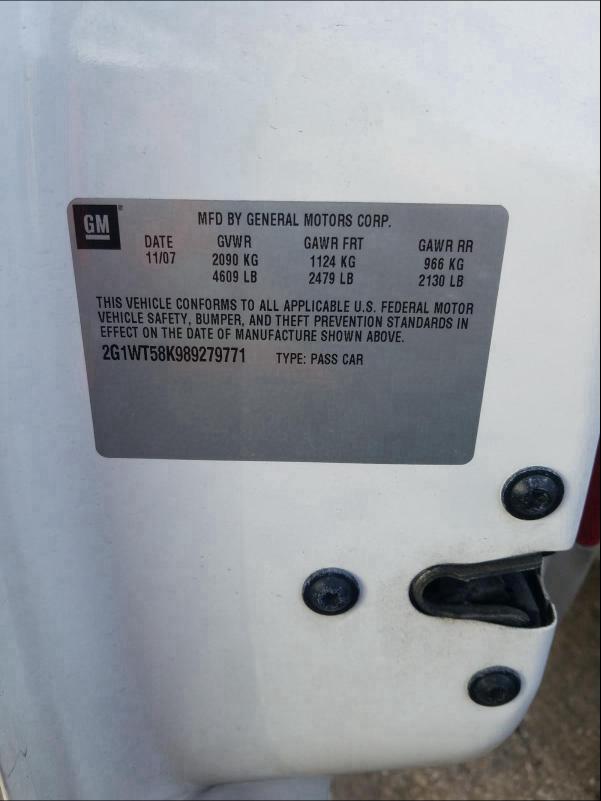 GM
MFD BY GENERAL MOTORS CORP.
DATE GVWR GAWR FRT GAWR RR
11/07 2090 KG 1124 KG 966 KG
4609 LB 2479 LB 2130 LB
THIS VEHICLE CONFORMS TO ALL APPLICABLE U.S. FEDERAL MOTOR
VEHICLE SAFETY, BUMPER, AND THEFT PREVENTION STANDARDS IN
EFFECT ON THE DATE OF MANUFACTURE SHOWN ABOVE.
2G1WT58K989279771 TYPE: PASS CAR